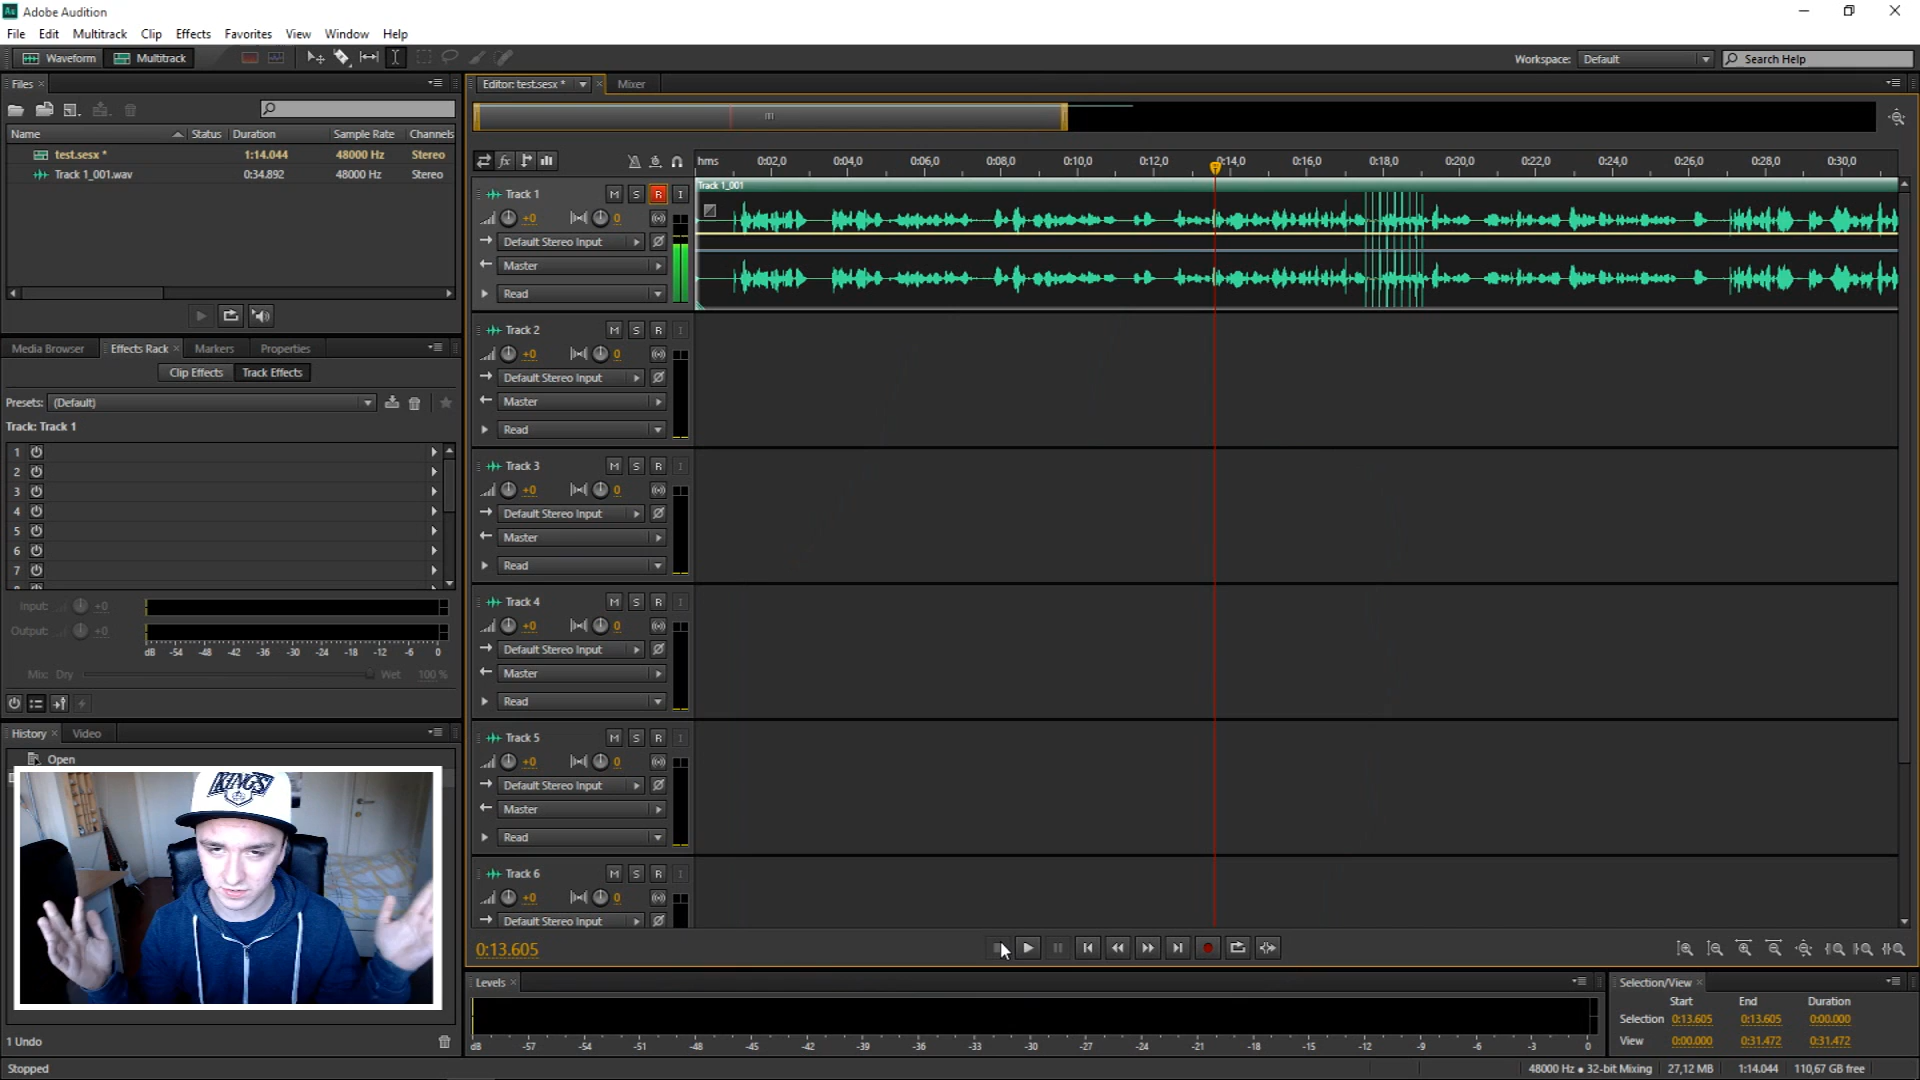 Au Adobe Audition
File Edit Multitrack Clip Effects Favorites View Window Help
Waveform Multitrack Workspace: Default Search Help
Files
Name Status Duration Sample Rate Channels
test.sesx * 1:14.044 48000 Hz Stereo
Track 1_001.wav 0:34.892 48000 Hz Stereo
Media Browser Effects Rack Markers Properties
Clip Effects Track Effects
Presets: (Default)
Track: Track 1
1
2
3
4
5
6
7
Input: +0
Output: +0
dB -54 -48 -42 -36 -30 -24 -18 -12 -6 0
Mix: Dry Wet 100 %
History Video
Open
KINGS
1 Undo
Stopped
Editor: test.sesx * Mixer
fx hms 0:02,0 0:04,0 0:06,0 0:08,0 0:10,0 0:12,0 0:14,0 0:16,0 0:18,0 0:20,0 0:22,0 0:24,0 0:26,0 0:28,0 0:30,0
Track 1_001
Track 1 M S R I
+0 0
Default Stereo Input
Master
Read
Track 2 M S R I
+0 0
Default Stereo Input
Master
Read
Track 3 M S R I
+0 0
Default Stereo Input
Master
Read
Track 4 M S R I
+0 0
Default Stereo Input
Master
Read
Track 5 M S R I
+0 0
Default Stereo Input
Master
Read
Track 6 M S R I
+0 0
Default Stereo Input
0:13.605
Levels
dB -57 -54 -51 -48 -45 -42 -39 -36 -33 -30 -27 -24 -21 -18 -15 -12 -9 -6 -3 0
Selection/View
Start End Duration
Selection 0:13.605 0:13.605 0:00.000
View 0:00.000 0:31.472 0:31.472
48000 Hz • 32-bit Mixing 27,12 MB 1:14.044 110,67 GB free